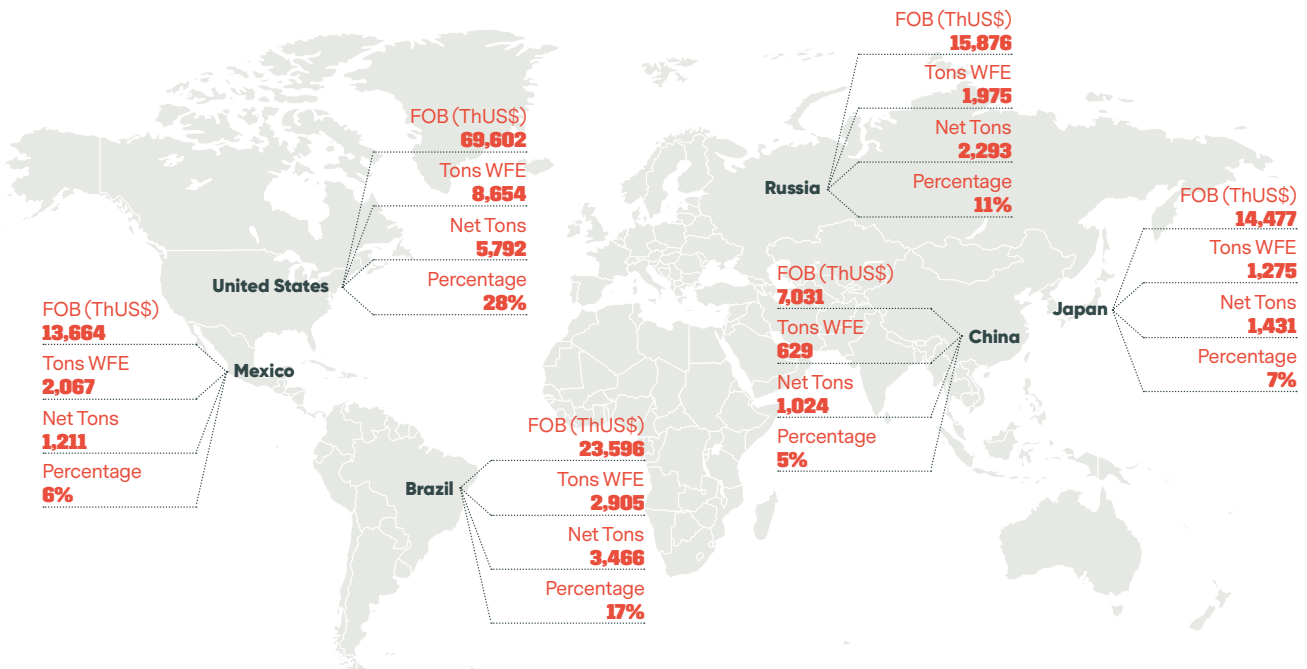 FOB (ThUS$)
15,876
Tons WFE
1,975
Net Tons
2,293
Percentage
11%
Russia
FOB (ThUS$)
69,602
Tons WFE
8,654
Net Tons
5,792
Percentage
28%
United States
FOB (ThUS$)
14,477
Tons WFE
1,275
Net Tons
1,431
Percentage
7%
Japan
FOB (ThUS$)
7,031
Tons WFE
629
Net Tons
1,024
Percentage
5%
China
FOB (ThUS$)
13,664
Tons WFE
2,067
Net Tons
1,211
Percentage
6%
Mexico
FOB (ThUS$)
23,596
Tons WFE
2,905
Net Tons
3,466
Percentage
17%
Brazil